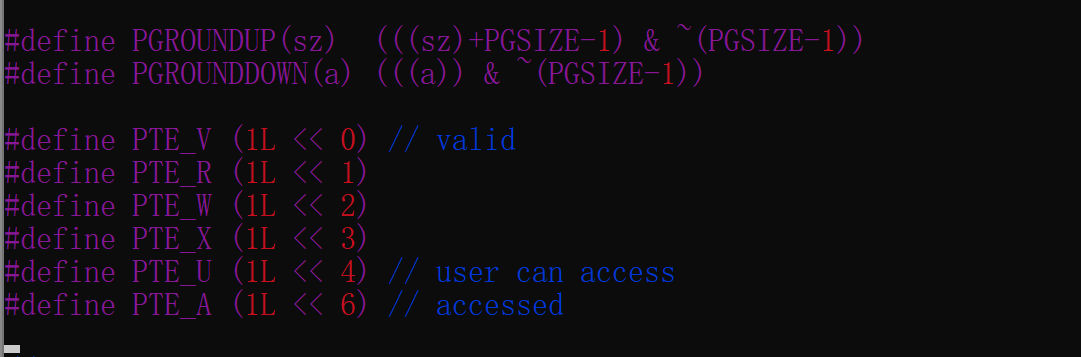 #define PGROUNDUP(sz)  (((sz)+PGSIZE-1) & ~(PGSIZE-1))
#define PGROUNDDOWN(a) (((a)) & ~(PGSIZE-1))
#define PTE_V (1L << 0) // valid
#define PTE_R (1L << 1)
#define PTE_W (1L << 2)
#define PTE_X (1L << 3)
#define PTE_U (1L << 4) // user can access
#define PTE_A (1L << 6) // accessed